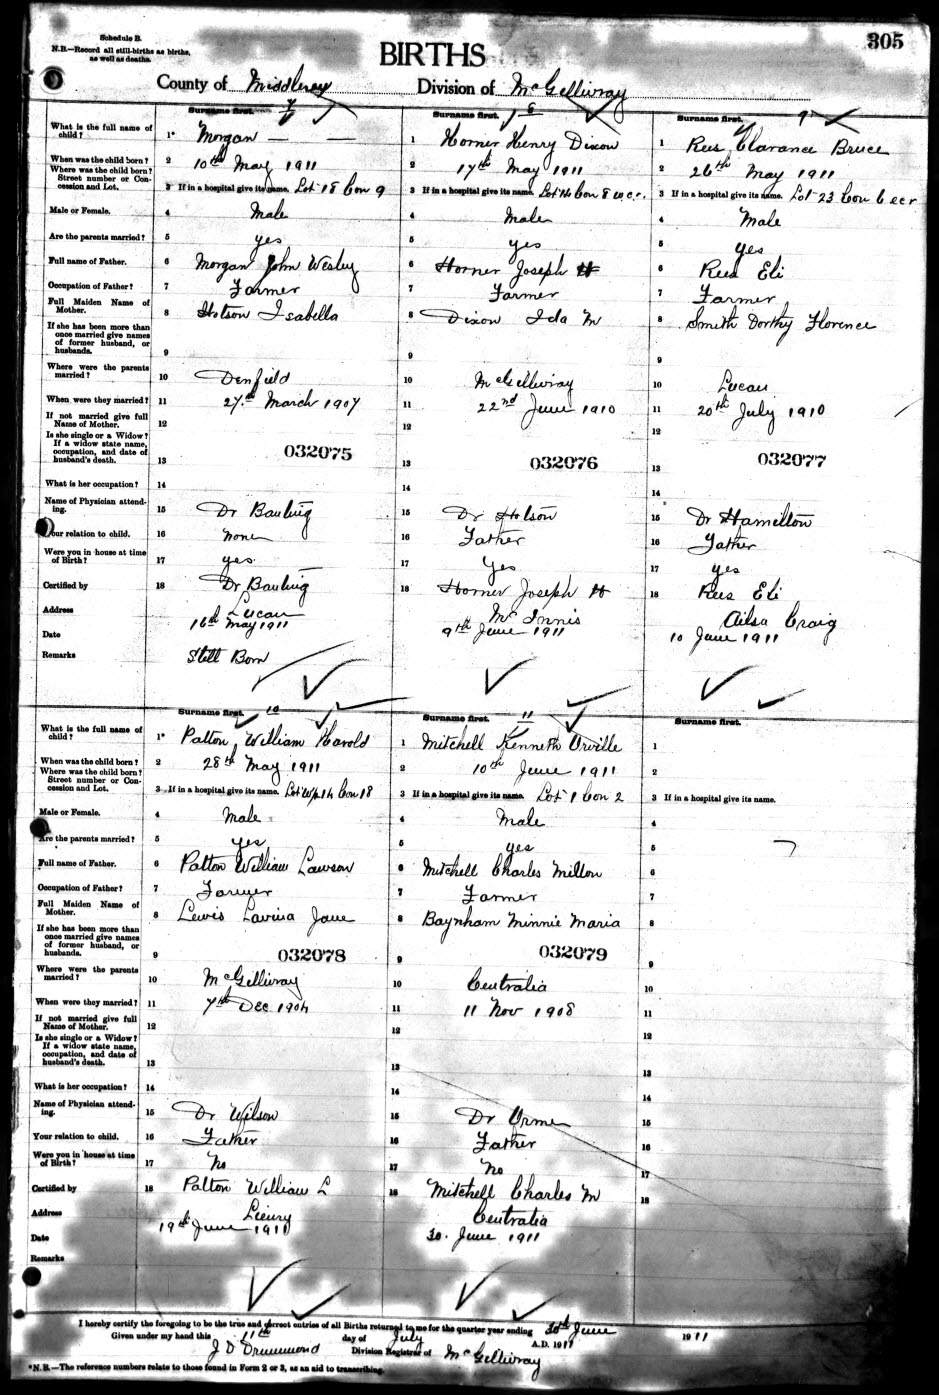 Schedule B.
N.B.—Record all still-births as births,
as well as deaths.
305
BIRTHS
County of Middlesex Division of McGillivray
Surname first. Surname first. 8 Surname first. 9
What is the full name of child? 1* Morgan — — 1 Horner Henry Dixon 1 Rees Clarance Bruce
When was the child born? 2 10th May 1911 2 17th May 1911 2 26th May 1911
Where was the child born? Street number or Concession and Lot. 3 If in a hospital give its name. Lot 18 Con 9 3 If in a hospital give its name. Lot 14 Con 8 w.c.r. 3 If in a hospital give its name. Lot 23 Con 6 ecr
Male or Female. 4 Male 4 Male 4 Male
Are the parents married? 5 yes 5 yes 5 yes
Full name of Father. 6 Morgan John Wesley 6 Horner Joseph H 6 Rees Eli
Occupation of Father? 7 Farmer 7 Farmer 7 Farmer
Full Maiden Name of Mother. 8 Hotson Isabella 8 Dixon Ida M 8 Smith Dorthy Florence
If she has been more than once married give names of former husband, or husbands. 9 9 9
Where were the parents married? 10 Denfield 10 McGillivray 10 Lucan
When were they married? 11 27th March 1907 11 22nd June 1910 11 20th July 1910
If not married give full Name of Mother. 12 12 12
Is she single or a Widow? If a widow state name, occupation, and date of husband's death. 13 032075 13 032076 13 032077
What is her occupation? 14 14 14
Name of Physician attending. 15 Dr Banting 15 Dr Hotson 15 Dr Hamilton
Your relation to child. 16 None 16 Father 16 Father
Were you in house at time of Birth? 17 yes 17 yes 17 yes
Certified by 18 Dr Banting 18 Horner Joseph H 18 Rees Eli
Address Lucan McInnis Ailsa Craig
Date 16th May 1911 9th June 1911 10 June 1911
Remarks Still Born
Surname first. 10 Surname first. 11 Surname first.
What is the full name of child? 1* Patton William Harold 1 Mitchell Kenneth Orville 1
When was the child born? 2 28th May 1911 2 10th June 1911 2
Where was the child born? Street number or Concession and Lot. 3 If in a hospital give its name. Lot Wpt 14 Con 18 3 If in a hospital give its name. Lot 1 Con 2 3 If in a hospital give its name.
Male or Female. 4 Male 4 Male 4
Are the parents married? 5 yes 5 yes 5
Full name of Father. 6 Patton William Lawson 6 Mitchell Charles Milton 6
Occupation of Father? 7 Farmer 7 Farmer 7
Full Maiden Name of Mother. 8 Lewis Lavina Jane 8 Baynham Minnie Maria 8
If she has been more than once married give names of former husband, or husbands. 9 032078 9 032079 9
Where were the parents married? 10 McGillivray 10 Centralia 10
When were they married? 11 7th Dec 1904 11 11 Nov 1908 11
If not married give full Name of Mother. 12 12 12
Is she single or a Widow? If a widow state name, occupation, and date of husband's death. 13 13 13
What is her occupation? 14 14 14
Name of Physician attending. 15 Dr Wilson 15 Dr Orme 15
Your relation to child. 16 Father 16 Father 16
Were you in house at time of Birth? 17 No 17 No 17
Certified by 18 Patton William L 18 Mitchell Charles M 18
Address Lieury Centralia
Date 19th June 1911 30. June 1911
Remarks
I hereby certify the foregoing to be the true and correct entries of all Births returned to me for the quarter year ending 30th June 1911
Given under my hand this 11th day of July A.D. 1911
J D Drummond Division Registrar of McGillivray
*N.B.—The reference numbers relate to those found in Form 2 or 3, as an aid to transcribing.